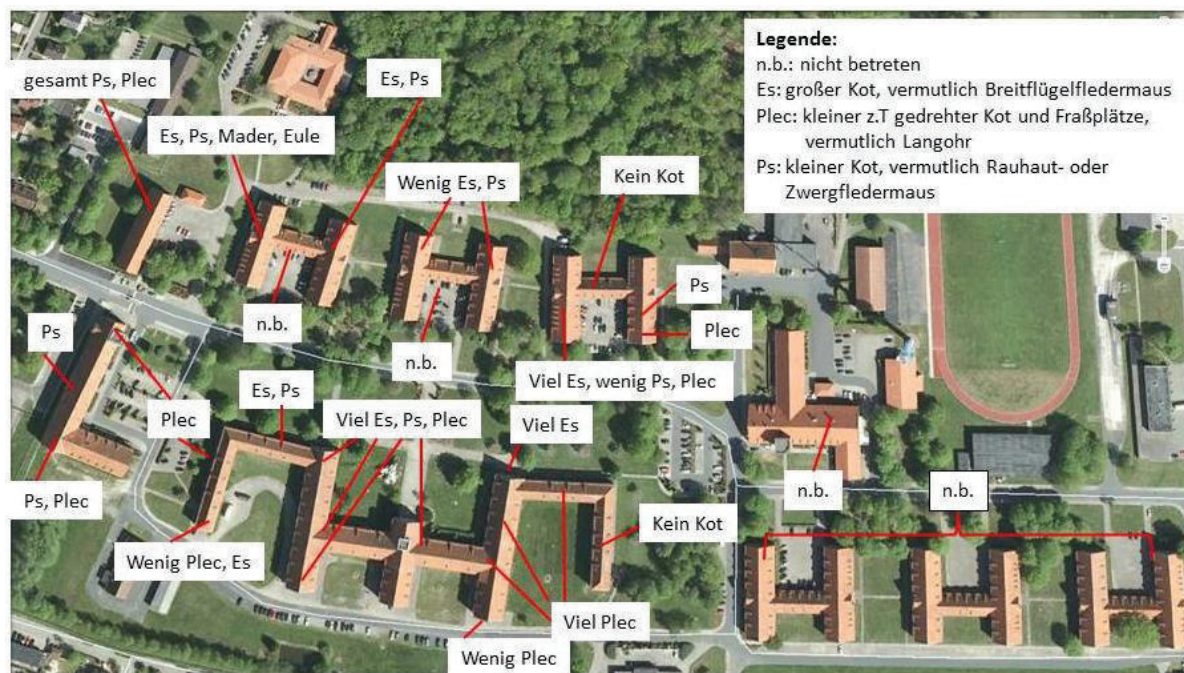 Legende:
n.b.: nicht betreten
Es: großer Kot, vermutlich Breitflügelfledermaus
Plec: kleiner z.T gedrehter Kot und Fraßplätze,
vermutlich Langohr
Ps: kleiner Kot, vermutlich Rauhaut- oder
Zwergfledermaus
gesamt Ps, Plec
Es, Ps
Es, Ps, Mader, Eule
Wenig Es, Ps
Kein Kot
Ps
Plec
n.b.
n.b.
Viel Es, wenig Ps, Plec
Ps
Es, Ps
Plec
Viel Es, Ps, Plec
Viel Es
n.b.
n.b.
Ps, Plec
Kein Kot
Wenig Plec, Es
Viel Plec
Wenig Plec